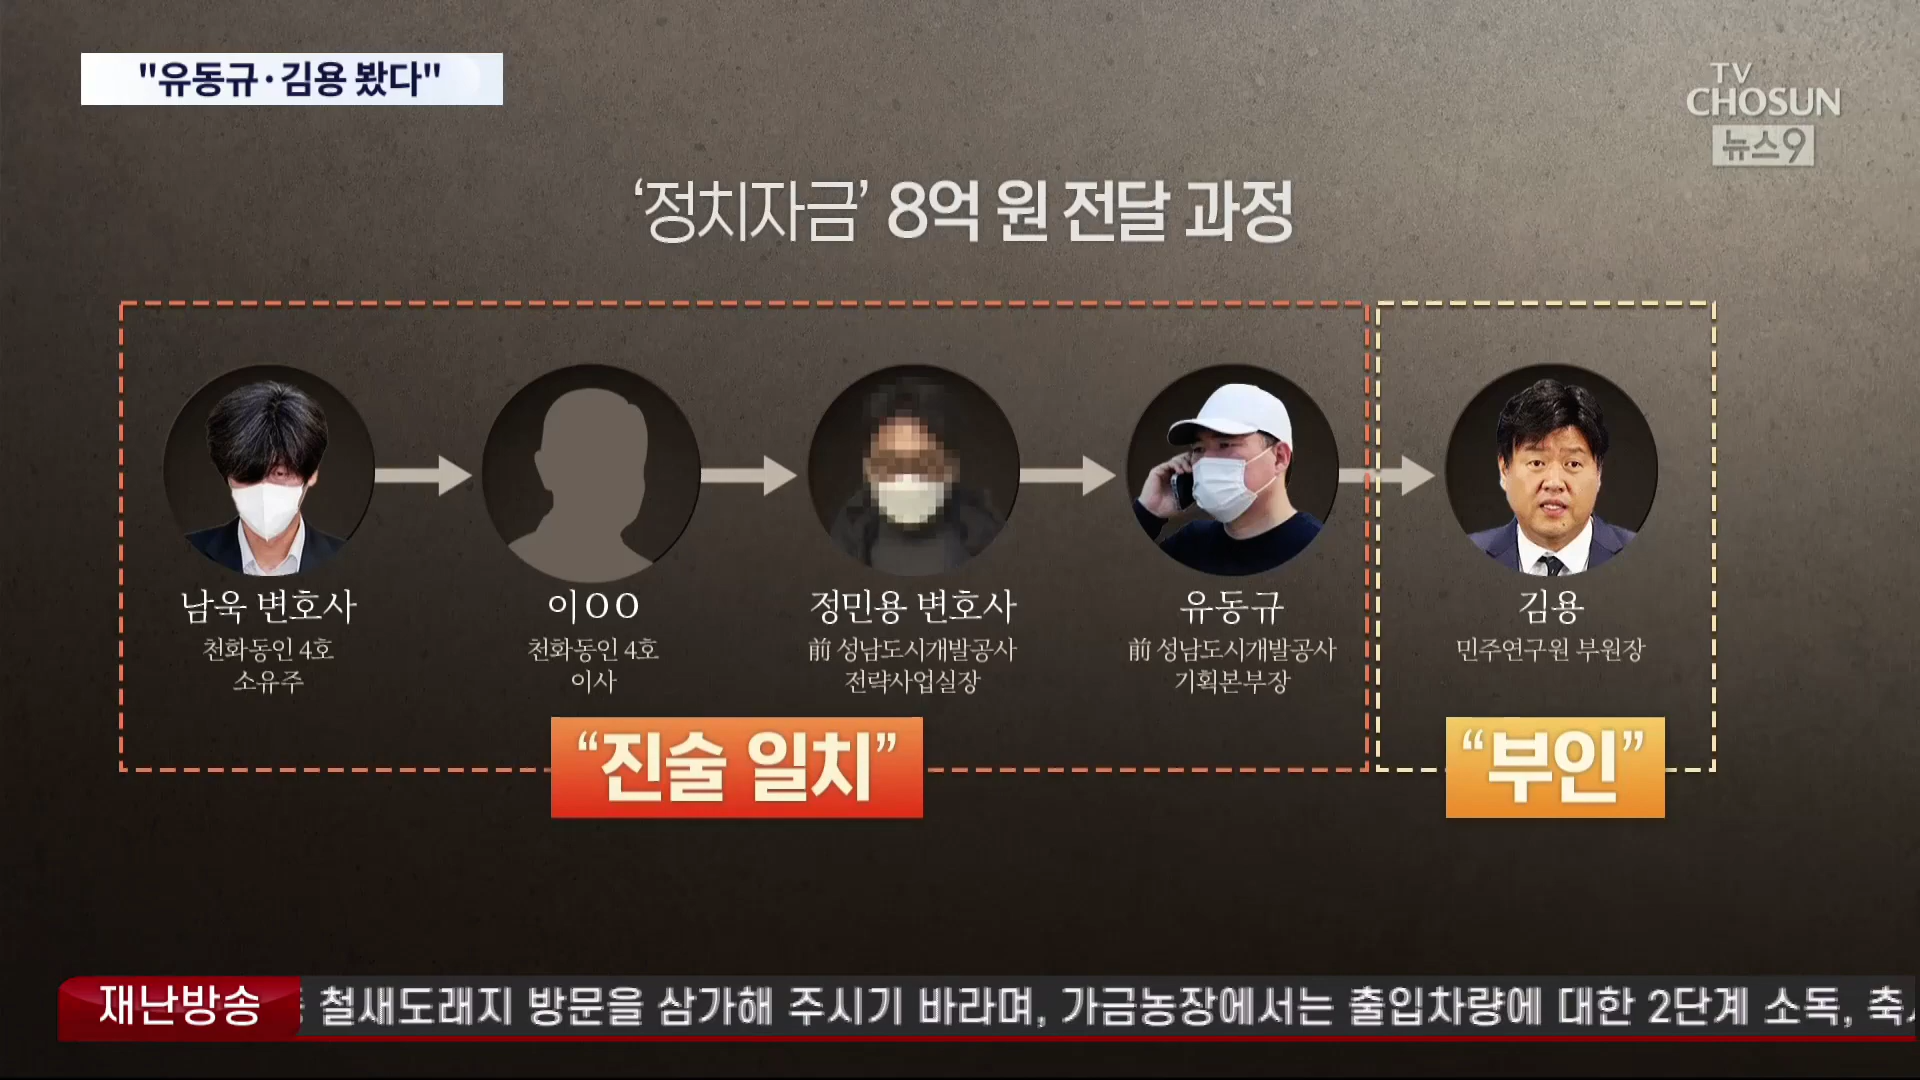 "유동규·김용 봤다"
TV
CHOSUN
뉴스9
‘정치자금’ 8억 원 전달 과정
남욱 변호사
천화동인 4호
소유주
이OO
천화동인 4호
이사
정민용 변호사
前 성남도시개발공사
전략사업실장
유동규
前 성남도시개발공사
기획본부장
김용
민주연구원 부원장
“진술 일치”
“부인”
재난방송
철새도래지 방문을 삼가해 주시기 바라며, 가금농장에서는 출입차량에 대한 2단계 소독,